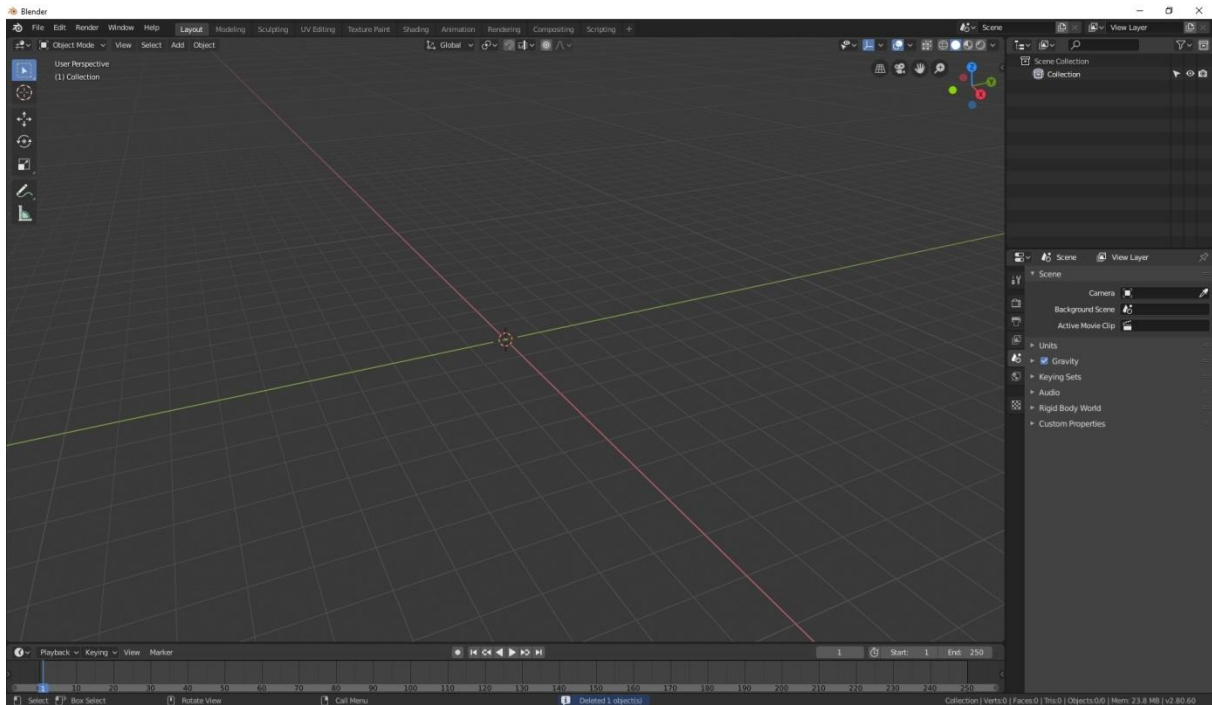 Blender
File Edit Render Window Help Layout Modeling Sculpting UV Editing Texture Paint Shading Animation Rendering Compositing Scripting + Scene View Layer
Object Mode View Select Add Object Global
User Perspective
(1) Collection
Z
Y
X
Scene Collection
Collection
Scene View Layer
Scene
Camera
Background Scene
Active Movie Clip
Units
Gravity
Keying Sets
Audio
Rigid Body World
Custom Properties
Playback Keying View Marker 1 Start: 1 End: 250
0 1 10 20 30 40 50 60 70 80 90 100 110 120 130 140 150 160 170 180 190 200 210 220 230 240 250
Select Box Select Rotate View Call Menu Deleted 1 object(s) Collection | Verts:0 | Faces:0 | Tris:0 | Objects:0/0 | Mem: 23.8 MB | v2.80.60